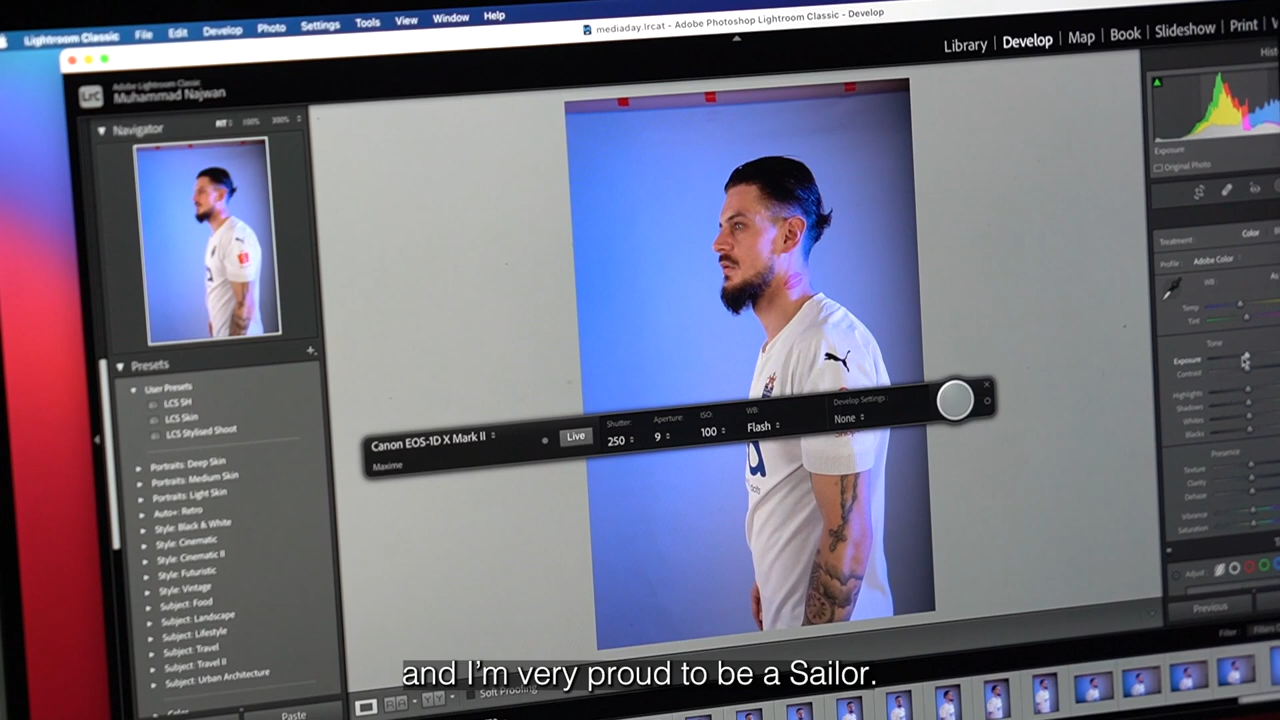 Lightroom Classic File Edit Develop Photo Settings Tools View Window Help
mediaday.lrcat - Adobe Photoshop Lightroom Classic - Develop
Library | Develop | Map | Book | Slideshow | Print |
LrC Adobe Lightroom Classic
Muhammad Najwan
Navigator FIT 100% 300%
Presets
User Presets
LCS SH
LCS Skin
LCS Stylised Shoot
Portraits: Deep Skin
Portraits: Medium Skin
Portraits: Light Skin
Auto+: Retro
Style: Black & White
Style: Cinematic
Style: Cinematic II
Style: Futuristic
Style: Vintage
Subject: Food
Subject: Landscape
Subject: Lifestyle
Subject: Travel
Subject: Travel II
Subject: Urban Architecture
Color
Paste
Canon EOS-1D X Mark II
Maxime
Live
Shutter: Aperture: ISO: WB: Develop Settings:
250 9 100 Flash None
Exposure
Original Photo
Treatment: Color
Profile: Adobe Color
WB:
Temp
Tint
Tone
Exposure
Contrast
Highlights
Shadows
Whites
Blacks
Presence
Texture
Clarity
Dehaze
Vibrance
Saturation
Adjust:
Previous
Filter:
Soft Proofing
and I'm very proud to be a Sailor.